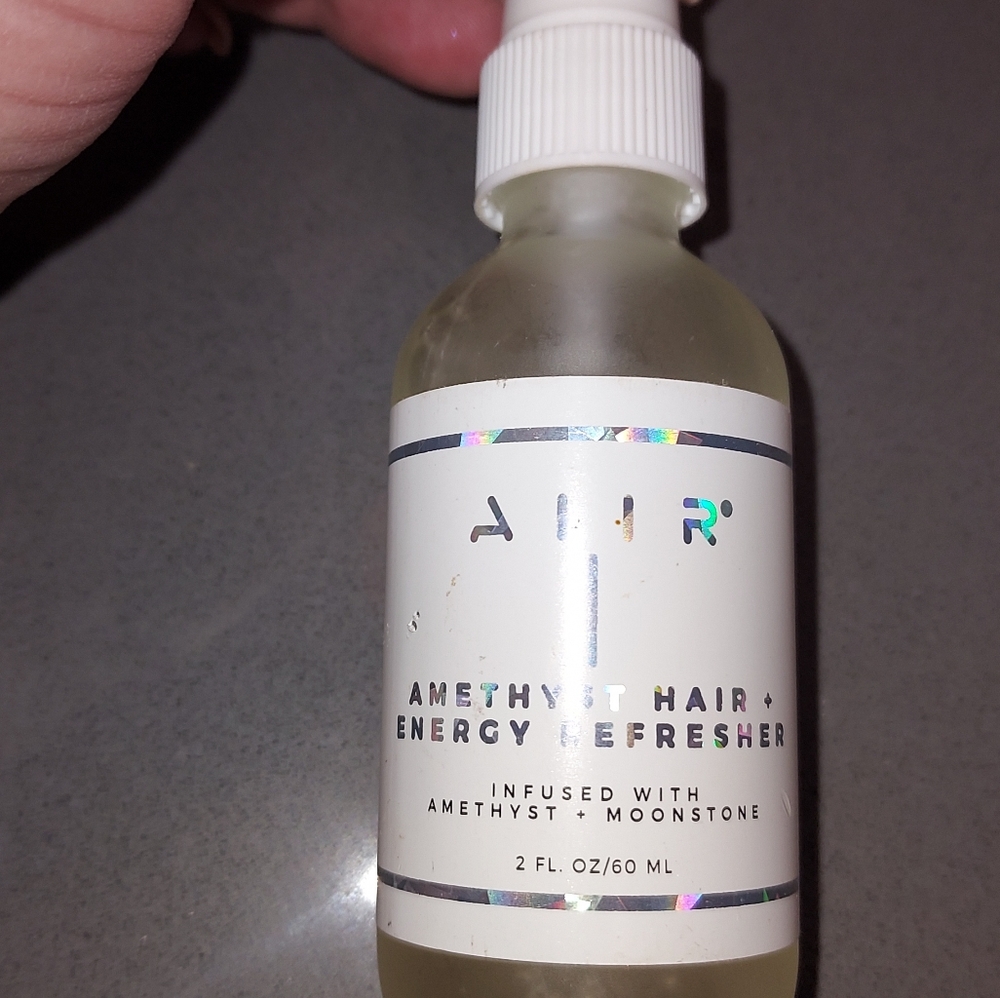 AIIR
AMETHYST HAIR +
ENERGY REFRESHER
INFUSED WITH
AMETHYST + MOONSTONE
2 FL. OZ/60 ML